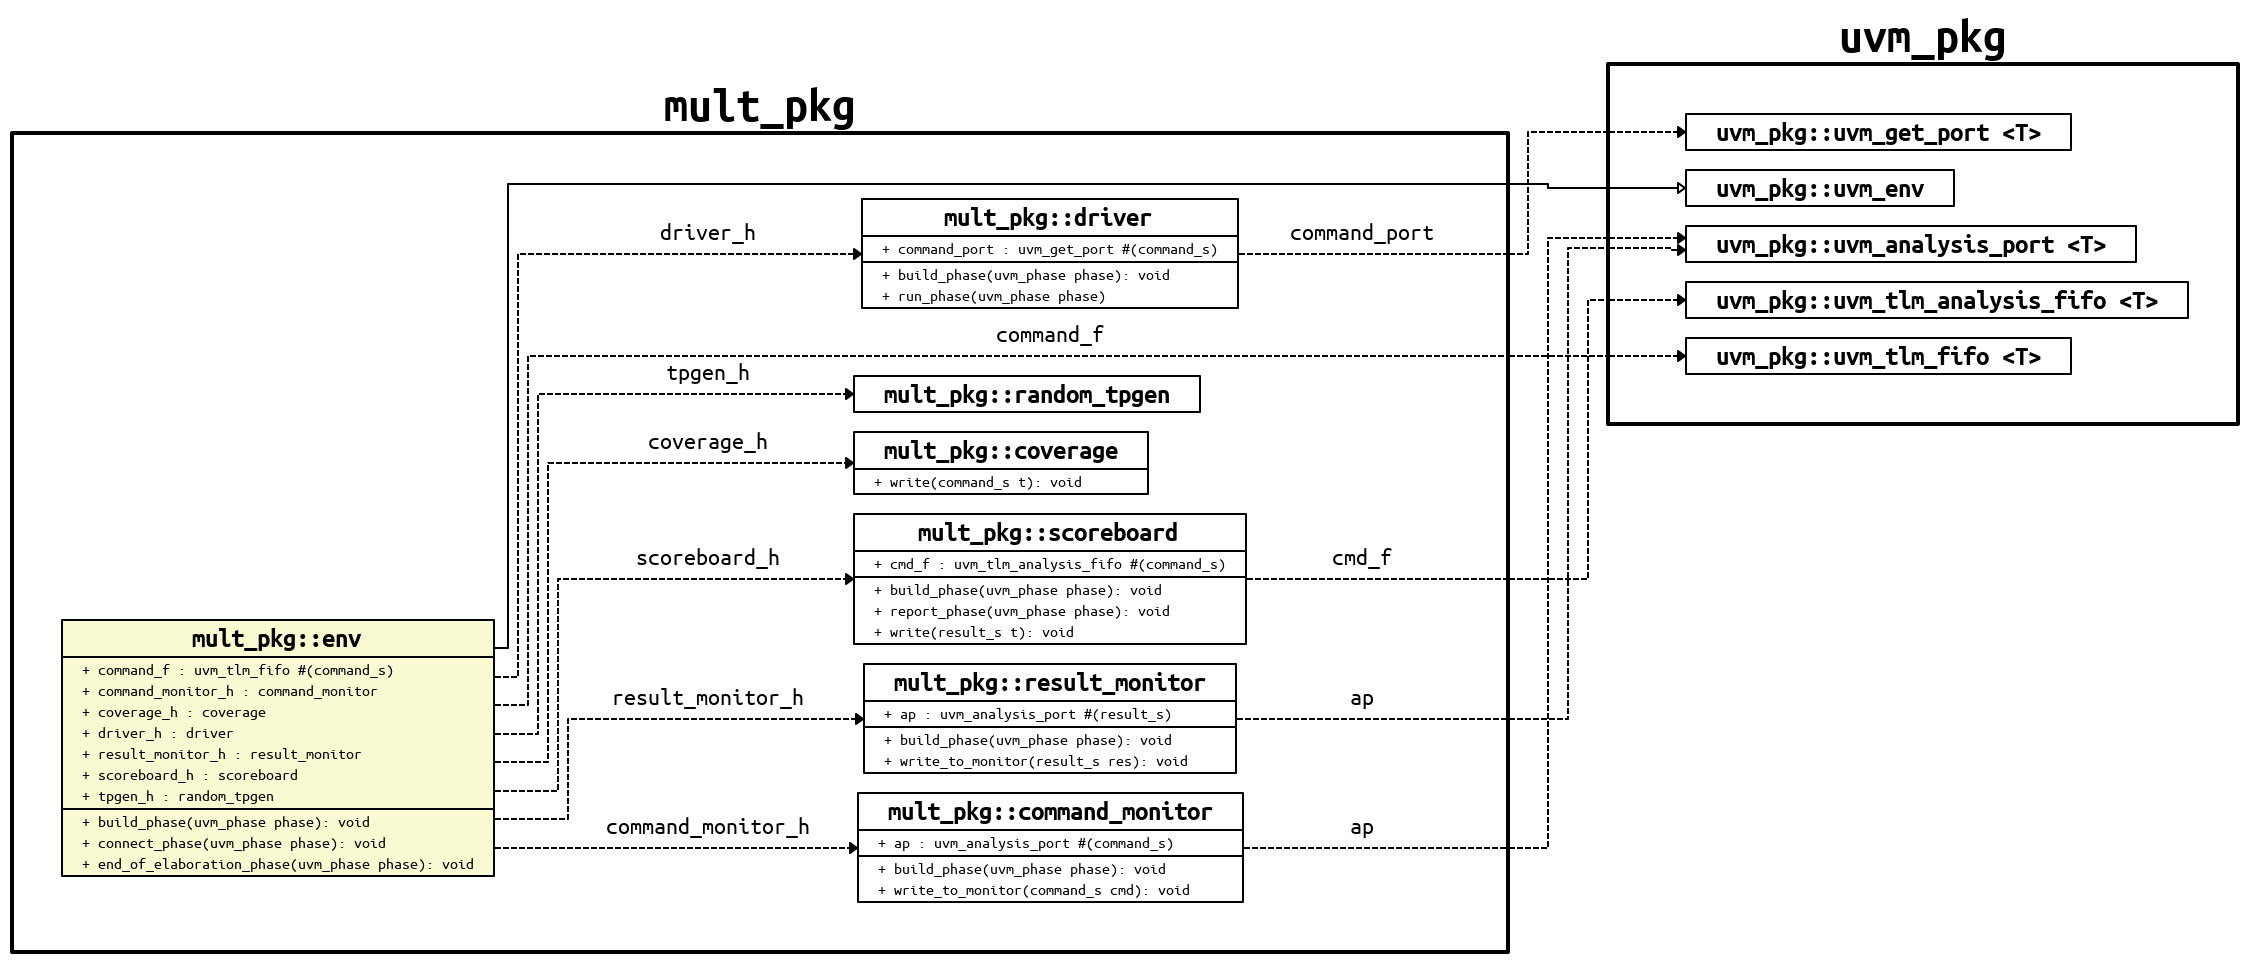 uvm_pkg
mult_pkg
uvm_pkg::uvm_get_port <T>
uvm_pkg::uvm_env
uvm_pkg::uvm_analysis_port <T>
uvm_pkg::uvm_tlm_analysis_fifo <T>
uvm_pkg::uvm_tlm_fifo <T>
driver_h
mult_pkg::driver
+ command_port : uvm_get_port #(command_s)
+ build_phase(uvm_phase phase): void
+ run_phase(uvm_phase phase)
command_port
command_f
tpgen_h
mult_pkg::random_tpgen
coverage_h
mult_pkg::coverage
+ write(command_s t): void
scoreboard_h
mult_pkg::scoreboard
+ cmd_f : uvm_tlm_analysis_fifo #(command_s)
+ build_phase(uvm_phase phase): void
+ report_phase(uvm_phase phase): void
+ write(result_s t): void
cmd_f
mult_pkg::env
+ command_f : uvm_tlm_fifo #(command_s)
+ command_monitor_h : command_monitor
+ coverage_h : coverage
+ driver_h : driver
+ result_monitor_h : result_monitor
+ scoreboard_h : scoreboard
+ tpgen_h : random_tpgen
+ build_phase(uvm_phase phase): void
+ connect_phase(uvm_phase phase): void
+ end_of_elaboration_phase(uvm_phase phase): void
result_monitor_h
mult_pkg::result_monitor
+ ap : uvm_analysis_port #(result_s)
+ build_phase(uvm_phase phase): void
+ write_to_monitor(result_s res): void
ap
command_monitor_h
mult_pkg::command_monitor
+ ap : uvm_analysis_port #(command_s)
+ build_phase(uvm_phase phase): void
+ write_to_monitor(command_s cmd): void
ap